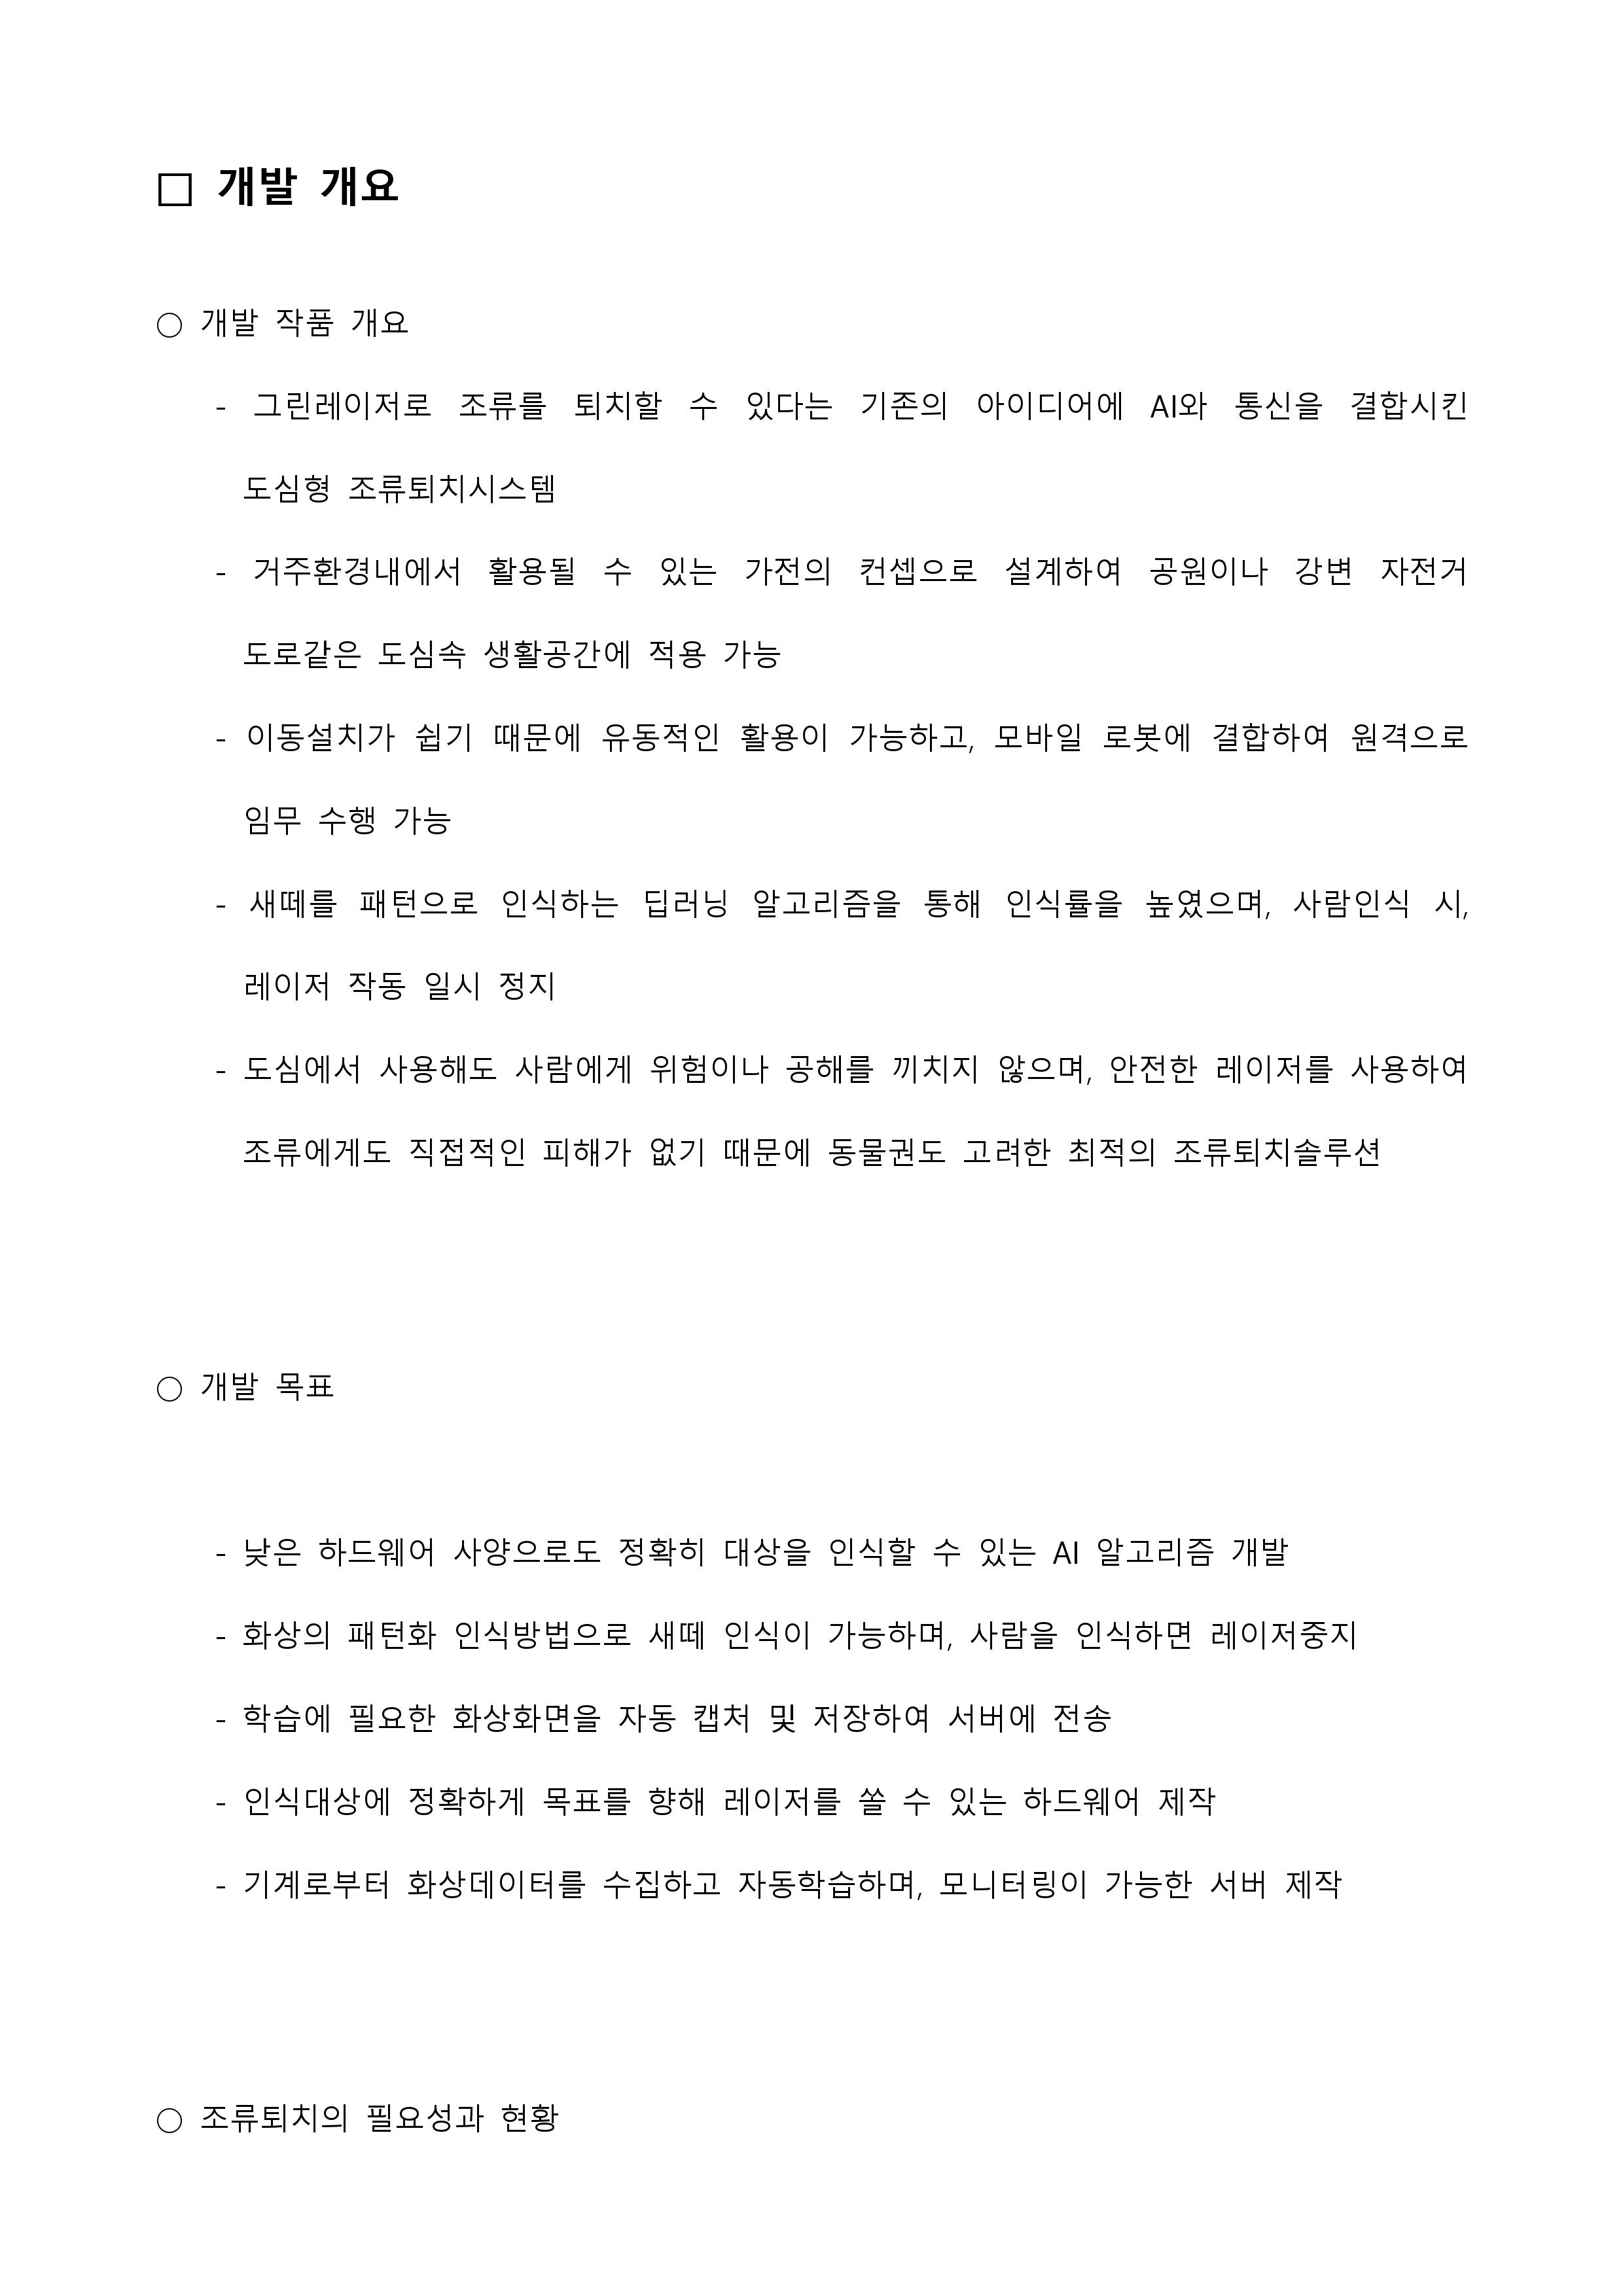 □ 개발 개요
○ 개발 작품 개요
- 그린레이저로 조류를 퇴치할 수 있다는 기존의 아이디어에 AI와 통신을 결합시킨
도심형 조류퇴치시스템
- 거주환경내에서 활용될 수 있는 가전의 컨셉으로 설계하여 공원이나 강변 자전거
도로같은 도심속 생활공간에 적용 가능
- 이동설치가 쉽기 때문에 유동적인 활용이 가능하고, 모바일 로봇에 결합하여 원격으로
임무 수행 가능
- 새떼를 패턴으로 인식하는 딥러닝 알고리즘을 통해 인식률을 높였으며, 사람인식 시,
레이저 작동 일시 정지
- 도심에서 사용해도 사람에게 위험이나 공해를 끼치지 않으며, 안전한 레이저를 사용하여
조류에게도 직접적인 피해가 없기 때문에 동물권도 고려한 최적의 조류퇴치솔루션
○ 개발 목표
- 낮은 하드웨어 사양으로도 정확히 대상을 인식할 수 있는 AI 알고리즘 개발
- 화상의 패턴화 인식방법으로 새떼 인식이 가능하며, 사람을 인식하면 레이저중지
- 학습에 필요한 화상화면을 자동 캡처 및 저장하여 서버에 전송
- 인식대상에 정확하게 목표를 향해 레이저를 쏠 수 있는 하드웨어 제작
- 기계로부터 화상데이터를 수집하고 자동학습하며, 모니터링이 가능한 서버 제작
○ 조류퇴치의 필요성과 현황